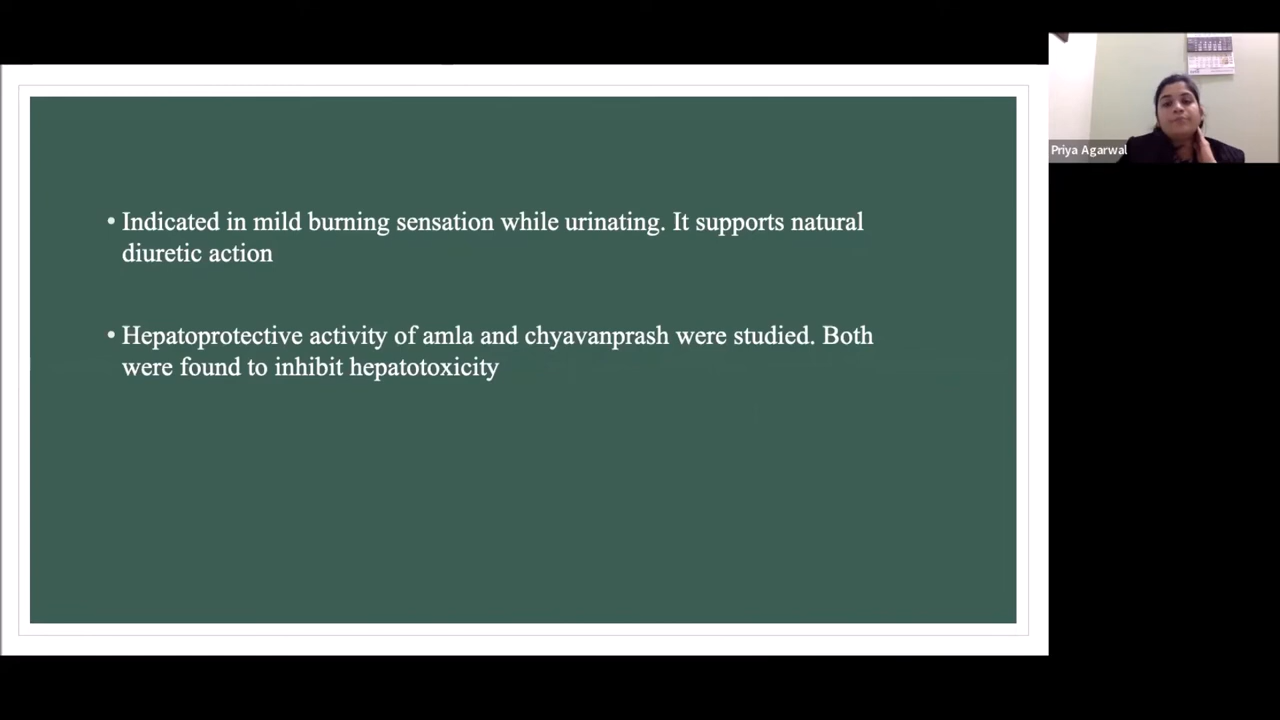 • Indicated in mild burning sensation while urinating. It supports natural
diuretic action
• Hepatoprotective activity of amla and chyavanprash were studied. Both
were found to inhibit hepatotoxicity
Priya Agarwal